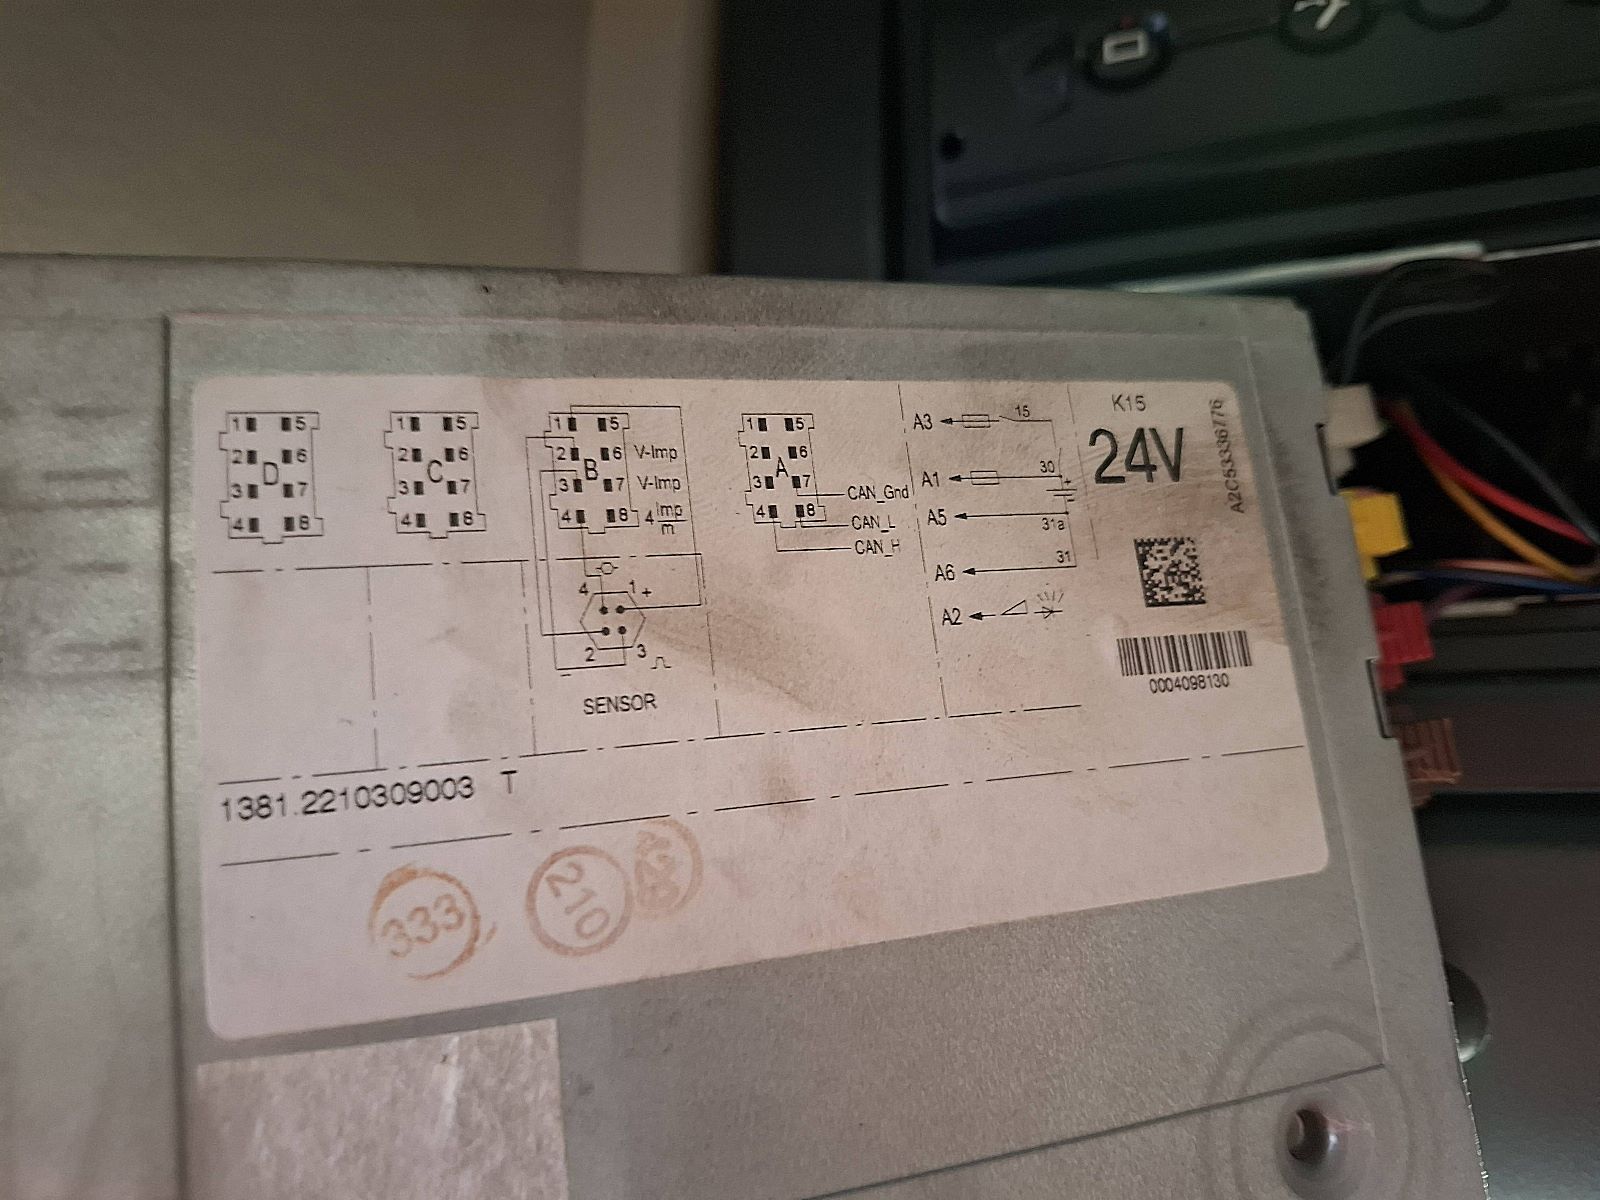 1 5
2 6
D
3 7
4 8
1 5
2 6
C
3 7
4 8
1 5
2 6 V-Imp
B
3 7 V-Imp
4 8 4 Imp
m
4 1 +
2 3
-
SENSOR
1 5
2 6
A
3 7
4 8
CAN_Gnd
CAN_L
CAN_H
A3 15
A1 30
+
A5 31a
A6 31
A2
K15
24V
A2C53336776
0004098130
1381.2210309003 T
333
210